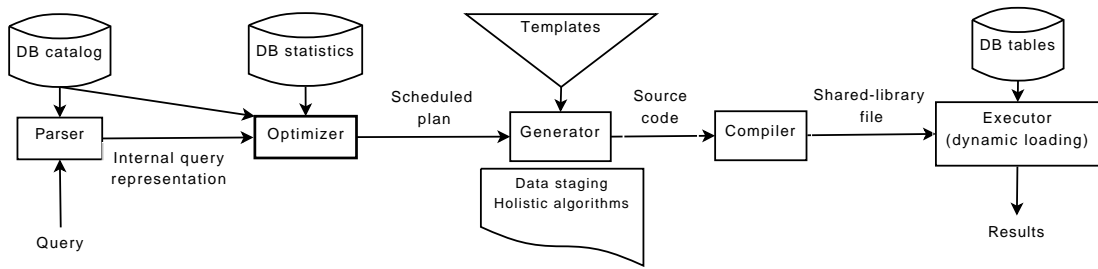 DB catalog
DB statistics
Templates
DB tables
Parser
Internal query
representation
Optimizer
Scheduled
plan
Generator
Source
code
Compiler
Shared-library
file
Executor
(dynamic loading)
Data staging
Holistic algorithms
Query
Results